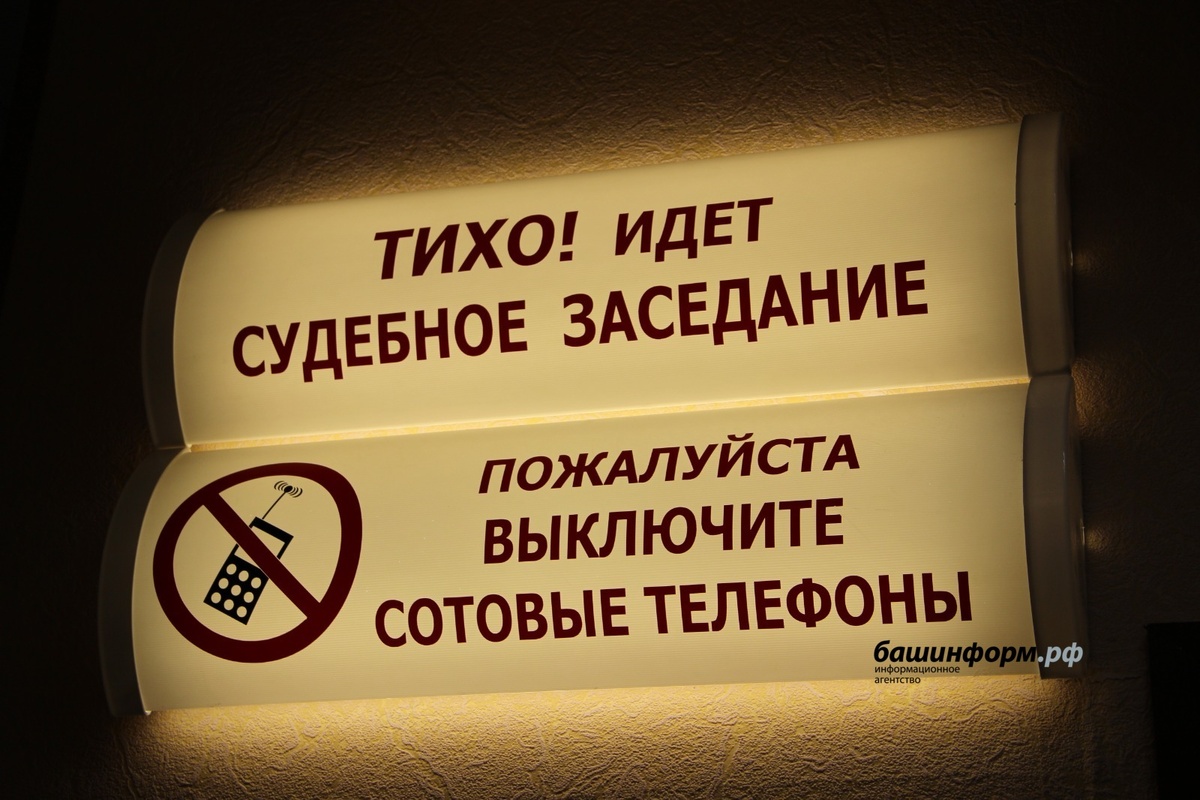 ТИХО! ИДЕТ
СУДЕБНОЕ ЗАСЕДАНИЕ
ПОЖАЛУЙСТА
ВЫКЛЮЧИТЕ
СОТОВЫЕ ТЕЛЕФОНЫ
башинформ.рф
информационное
агентство